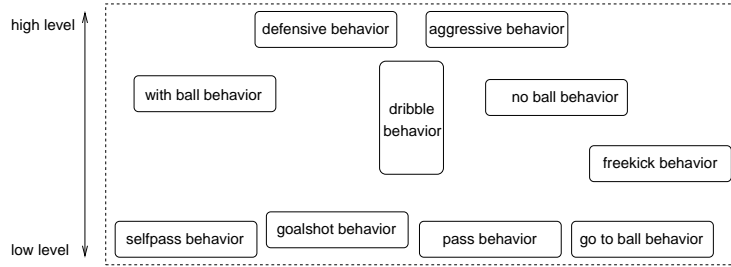 high level
defensive behavior
aggressive behavior
with ball behavior
dribble
behavior
no ball behavior
freekick behavior
selfpass behavior
goalshot behavior
pass behavior
go to ball behavior
low level